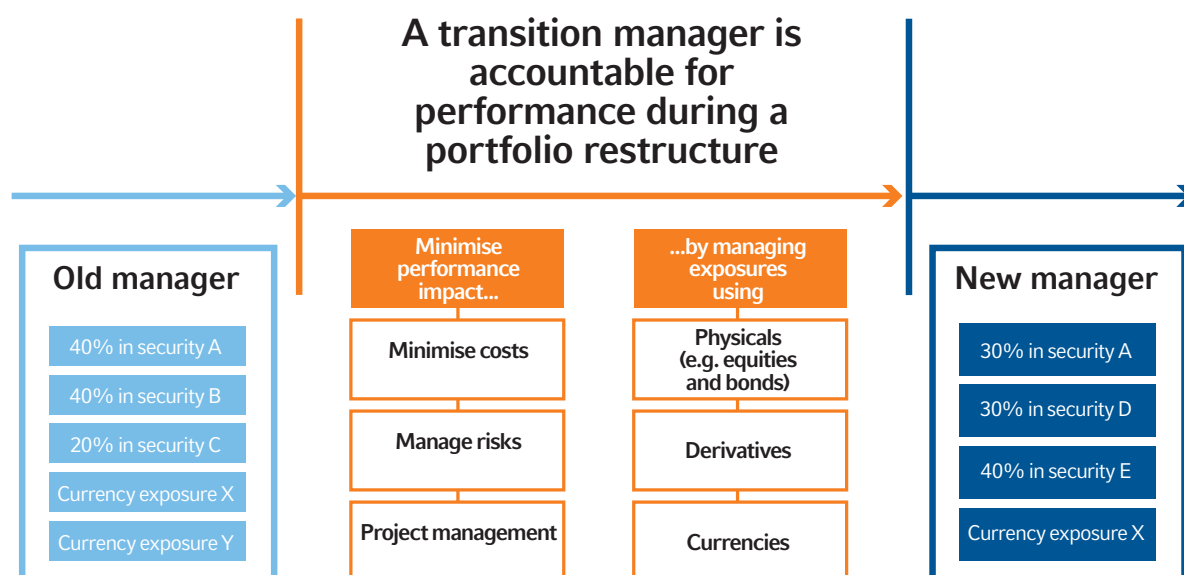 A transition manager is
accountable for
performance during a
portfolio restructure
Old manager
40% in security A
40% in security B
20% in security C
Currency exposure X
Currency exposure Y
Minimise
performance
impact...
Minimise costs
Manage risks
Project management
...by managing
exposures
using
Physicals
(e.g. equities
and bonds)
Derivatives
Currencies
New manager
30% in security A
30% in security D
40% in security E
Currency exposure X